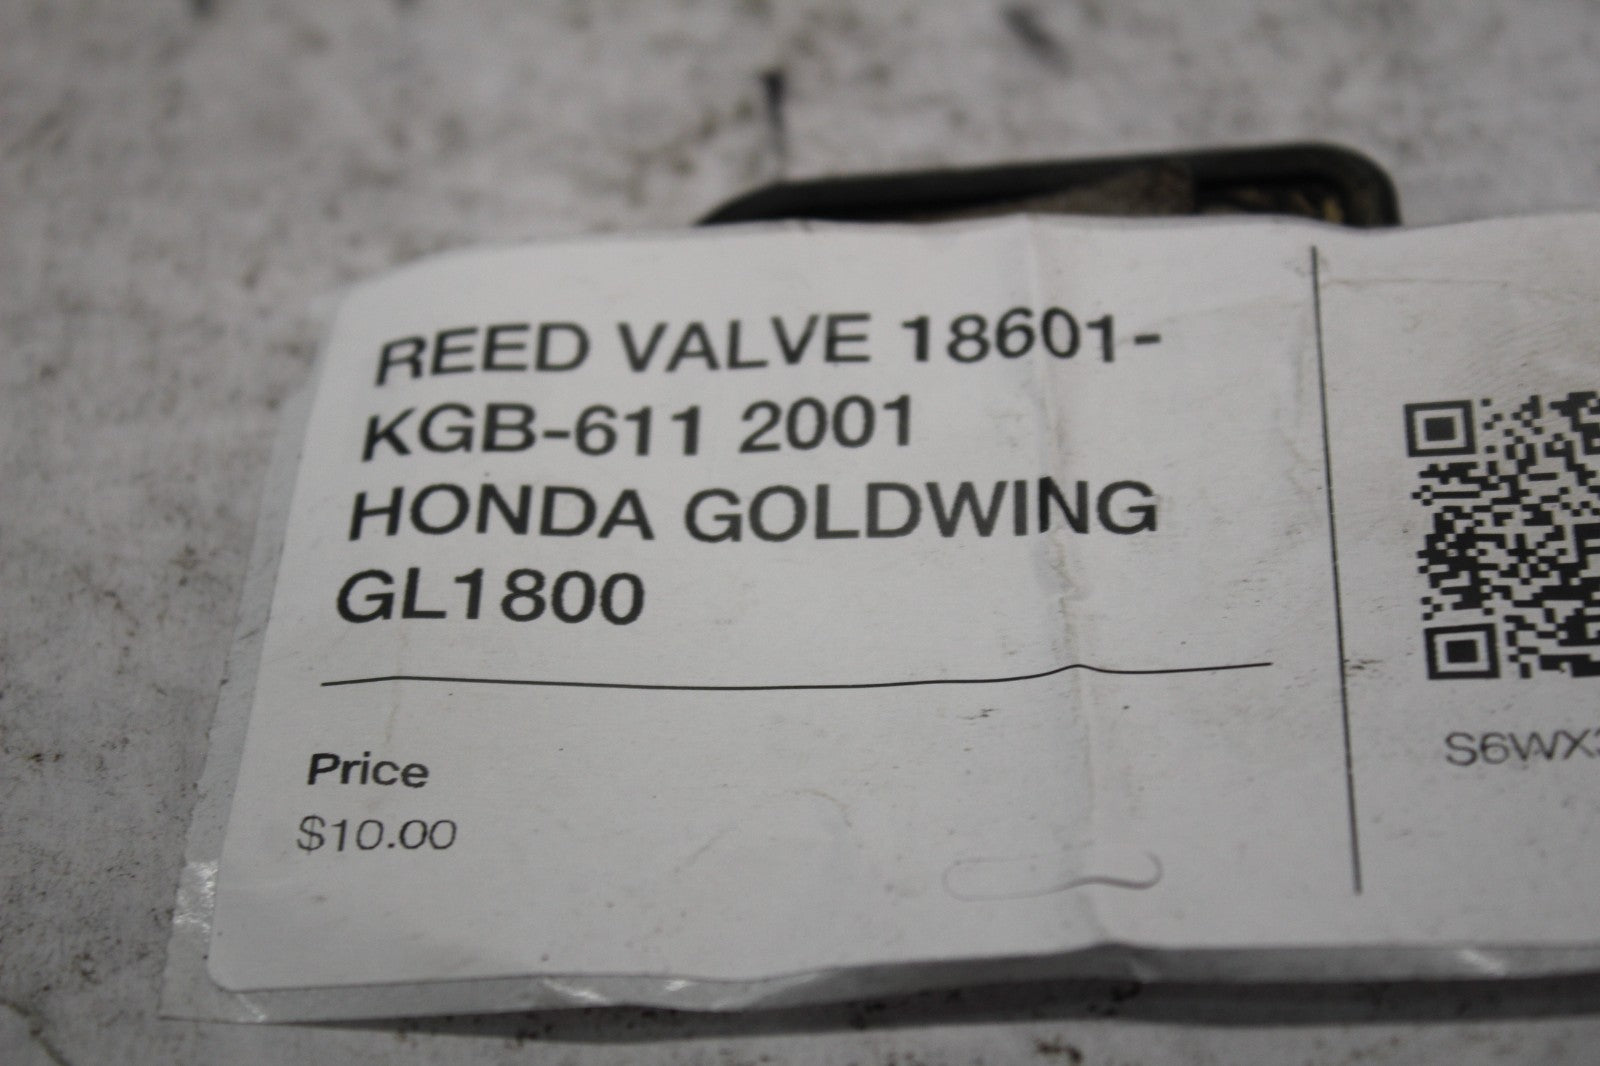 REED VALVE 18601-
KGB-611 2001
HONDA GOLDWING
GL1800
Price
$10.00